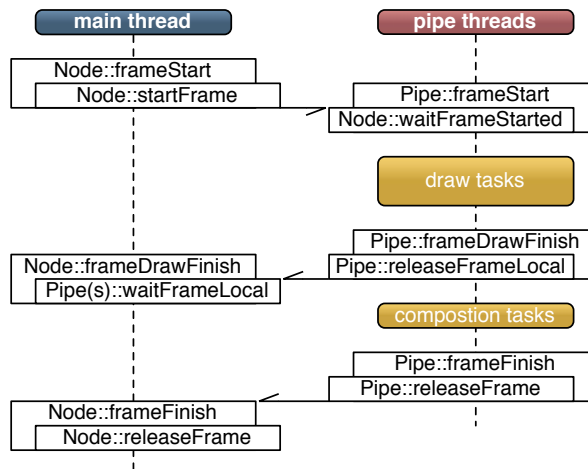 main thread
pipe threads
Node::frameStart
Node::startFrame
Pipe::frameStart
Node::waitFrameStarted
draw tasks
Pipe::frameDrawFinish
Node::frameDrawFinish
Pipe::releaseFrameLocal
Pipe(s)::waitFrameLocal
compostion tasks
Pipe::frameFinish
Pipe::releaseFrame
Node::frameFinish
Node::releaseFrame